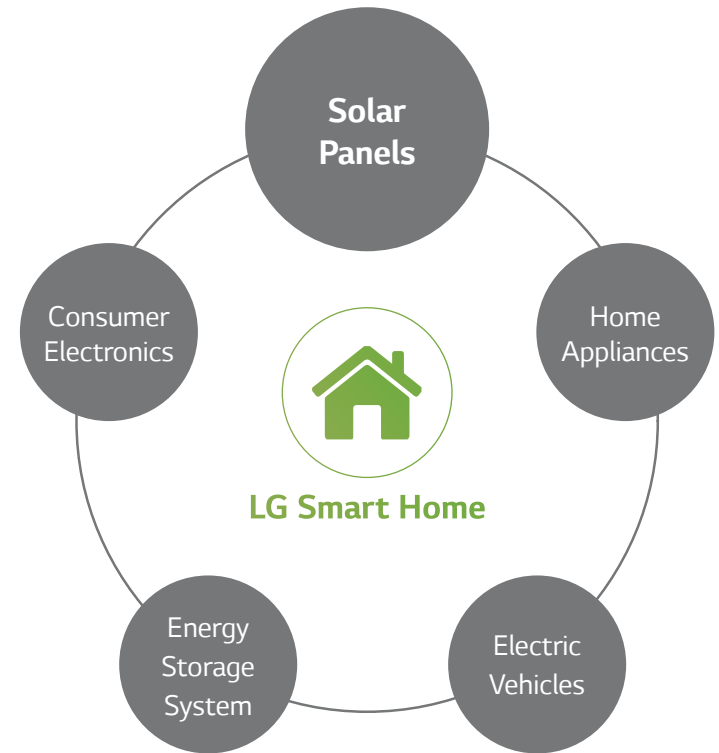 Solar
Panels
Consumer
Electronics
Home
Appliances
LG Smart Home
Energy
Storage
System
Electric
Vehicles